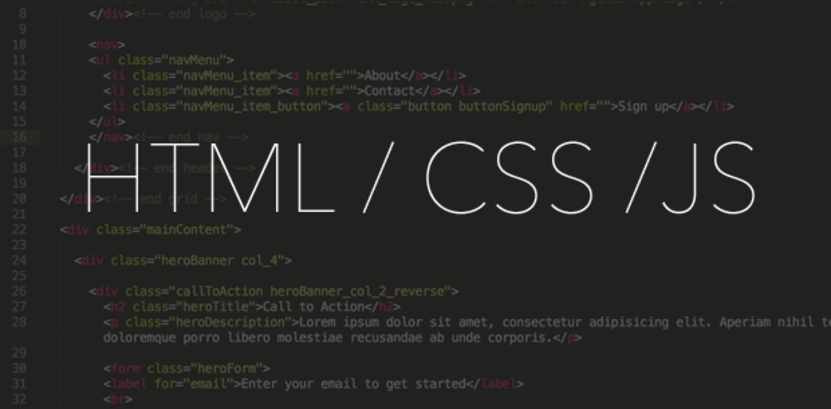 8 </div><!-- end logo -->
9
10 <nav>
11 <ul class="navMenu">
12 <li class="navMenu_item"><a href="">About</a></li>
13 <li class="navMenu_item"><a href="">Contact</a></li>
14 <li class="navMenu_item_button"><a class="button buttonSignup" href="">Sign up</a></li>
15 </ul>
16 </nav><!-- end nav -->
17
HTML / CSS /JS
18 </div><!-- end header -->
19
20 </div><!-- end grid -->
21
22 <div class="mainContent">
23
24 <div class="heroBanner col_4">
25
26 <div class="callToAction heroBanner_col_2_reverse">
27 <h2 class="heroTitle">Call to Action</h2>
28 <p class="heroDescription">Lorem ipsum dolor sit amet, consectetur adipisicing elit. Aperiam nihil
doloremque porro libero molestiae recusandae ab unde corporis.</p>
29
30 <form class="heroForm">
31 <label for="email">Enter your email to get started</label>
32 <br>